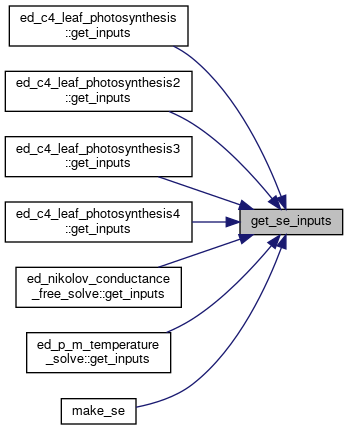 ed_c4_leaf_photosynthesis
::get_inputs
ed_c4_leaf_photosynthesis2
::get_inputs
ed_c4_leaf_photosynthesis3
::get_inputs
ed_c4_leaf_photosynthesis4
::get_inputs
get_se_inputs
ed_nikolov_conductance
_free_solve::get_inputs
ed_p_m_temperature
_solve::get_inputs
make_se